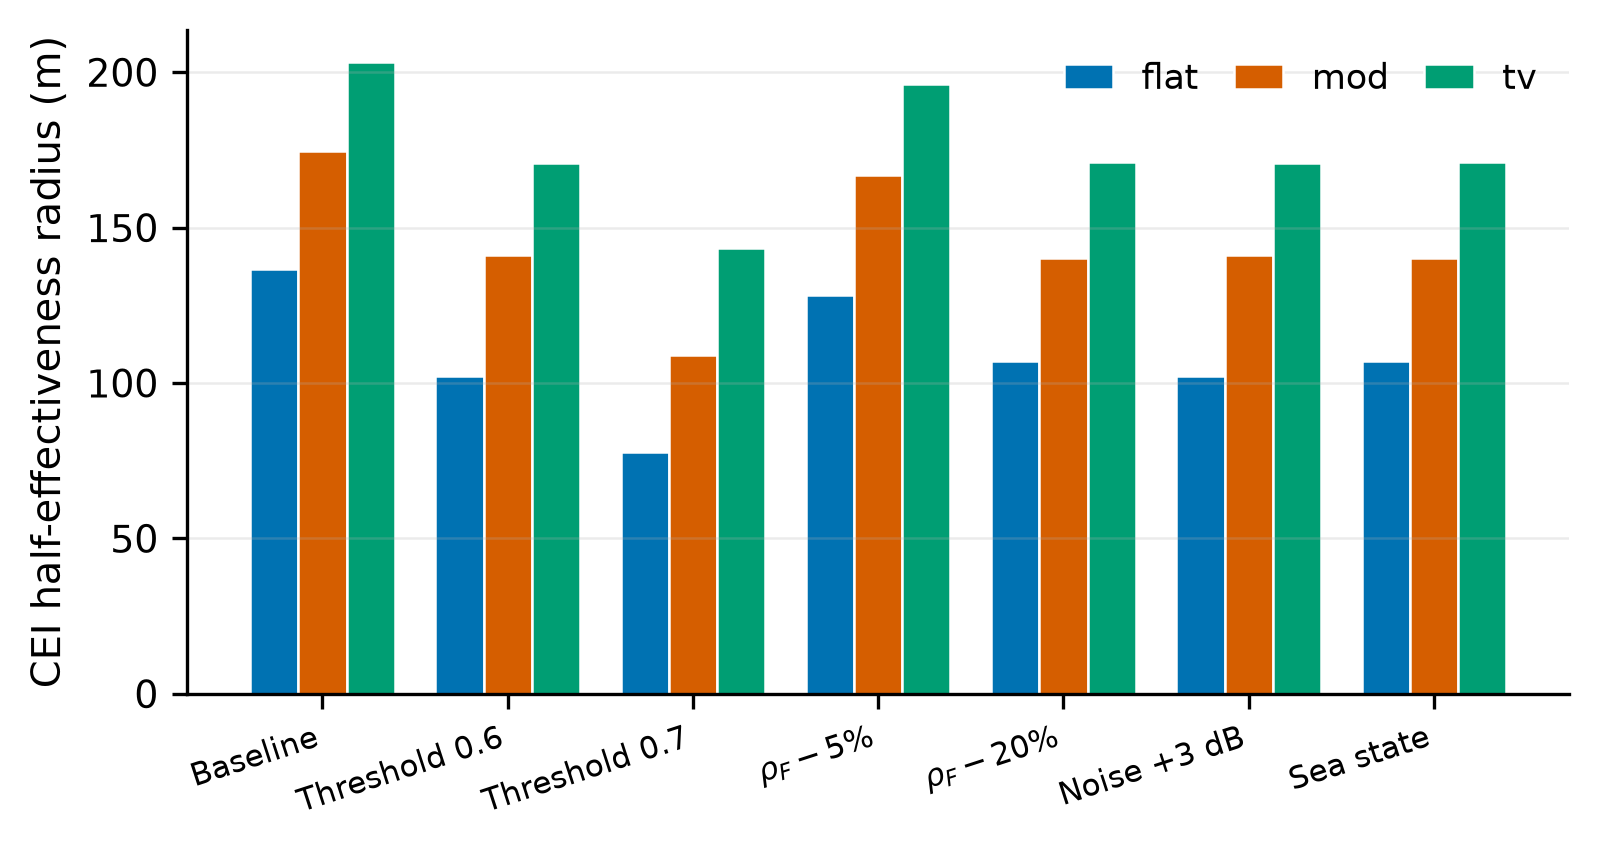 CEI half-effectiveness radius (m)
200
150
100
50
0
flat mod tv
Baseline
Threshold 0.6
Threshold 0.7
ρF − 5%
ρF − 20%
Noise +3 dB
Sea state